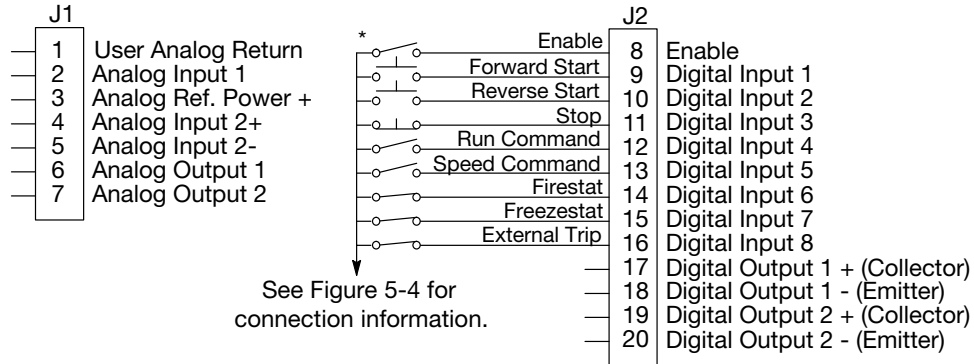 J1
1 User Analog Return
2 Analog Input 1
3 Analog Ref. Power +
4 Analog Input 2+
5 Analog Input 2-
6 Analog Output 1
7 Analog Output 2
J2
* Enable 8 Enable
Forward Start 9 Digital Input 1
Reverse Start 10 Digital Input 2
Stop 11 Digital Input 3
Run Command 12 Digital Input 4
Speed Command 13 Digital Input 5
Firestat 14 Digital Input 6
Freezestat 15 Digital Input 7
External Trip 16 Digital Input 8
17 Digital Output 1 + (Collector)
18 Digital Output 1 - (Emitter)
19 Digital Output 2 + (Collector)
20 Digital Output 2 - (Emitter)
See Figure 5-4 for
connection information.